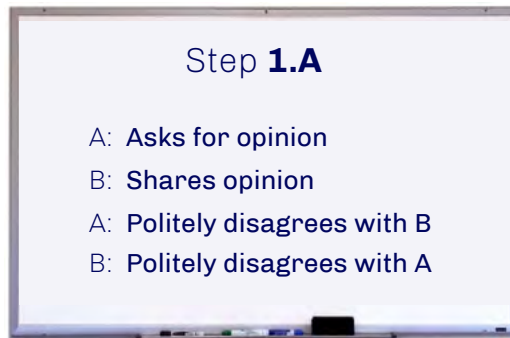 Step 1.A
A: Asks for opinion
B: Shares opinion
A: Politely disagrees with B
B: Politely disagrees with A